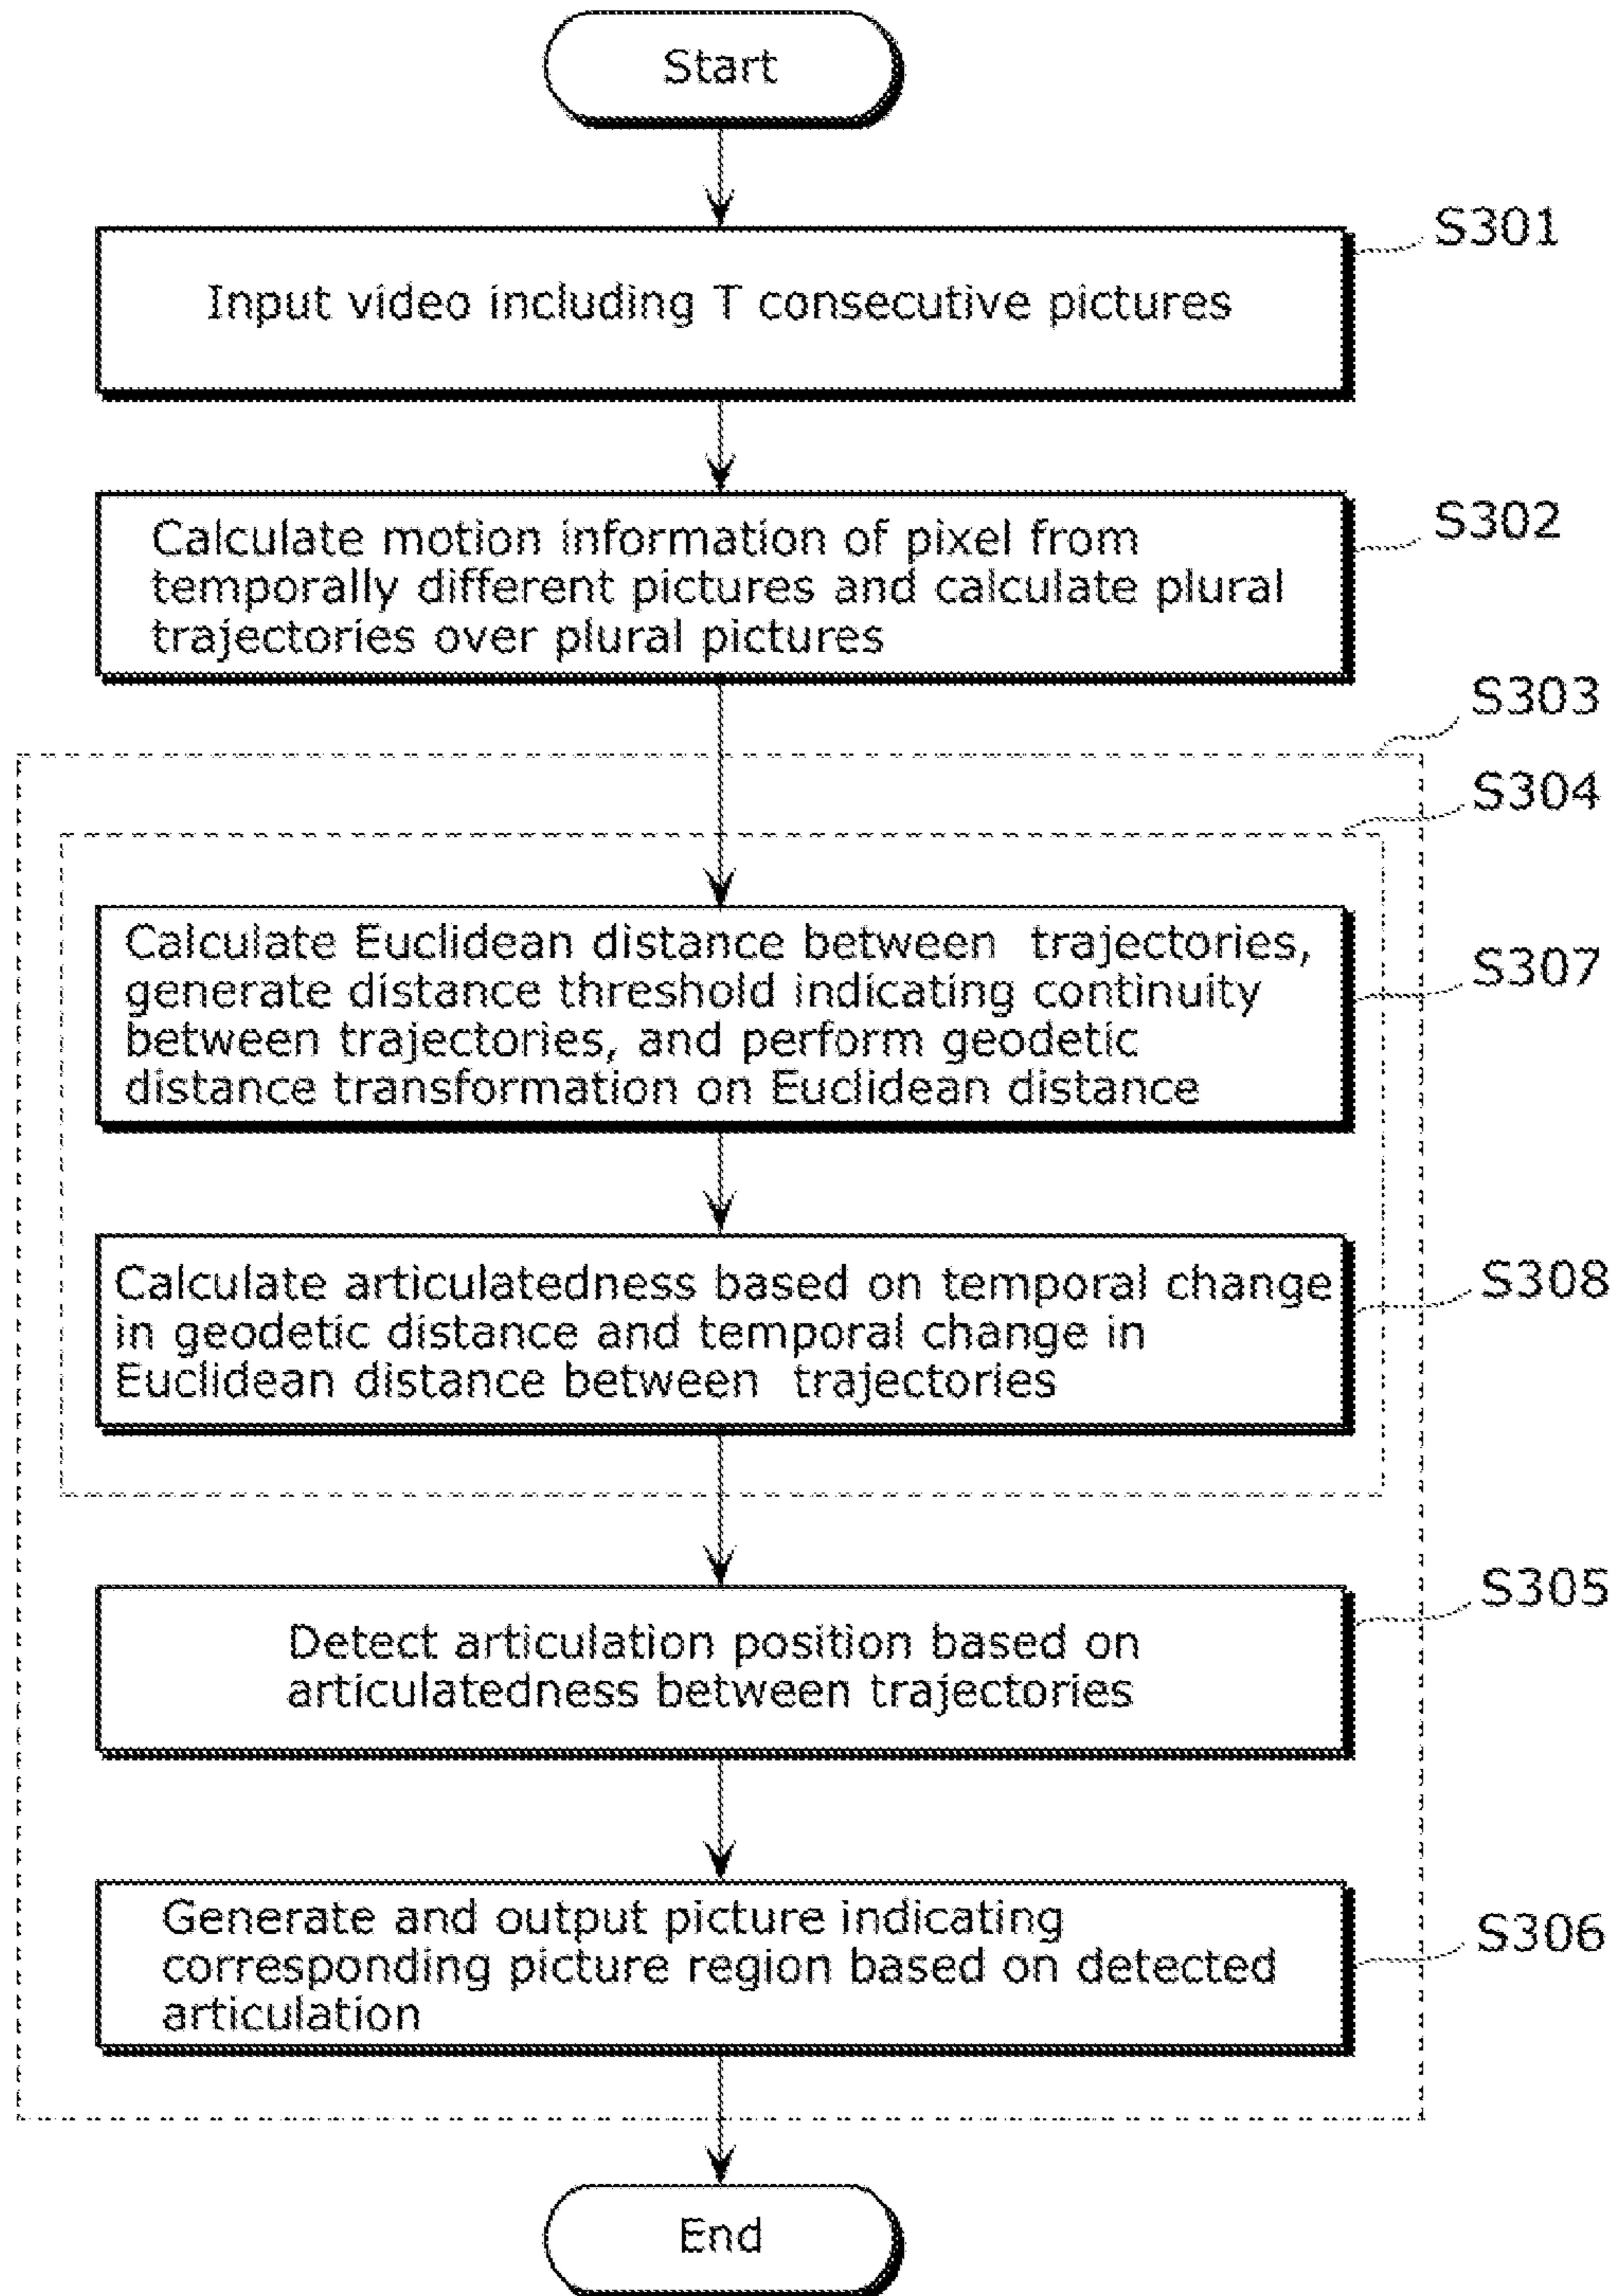 Start
S301
Input video including T consecutive pictures
S302
Calculate motion information of pixel from
temporally different pictures and calculate plural
trajectories over plural pictures
S303
S304
Calculate Euclidean distance between trajectories,
generate distance threshold indicating continuity
between trajectories, and perform geodetic
distance transformation on Euclidean distance
S307
Calculate articulatedness based on temporal change
in geodetic distance and temporal change in
Euclidean distance between trajectories
S308
S305
Detect articulation position based on
articulatedness between trajectories
Generate and output picture indicating
corresponding picture region based on detected
articulation
S306
End